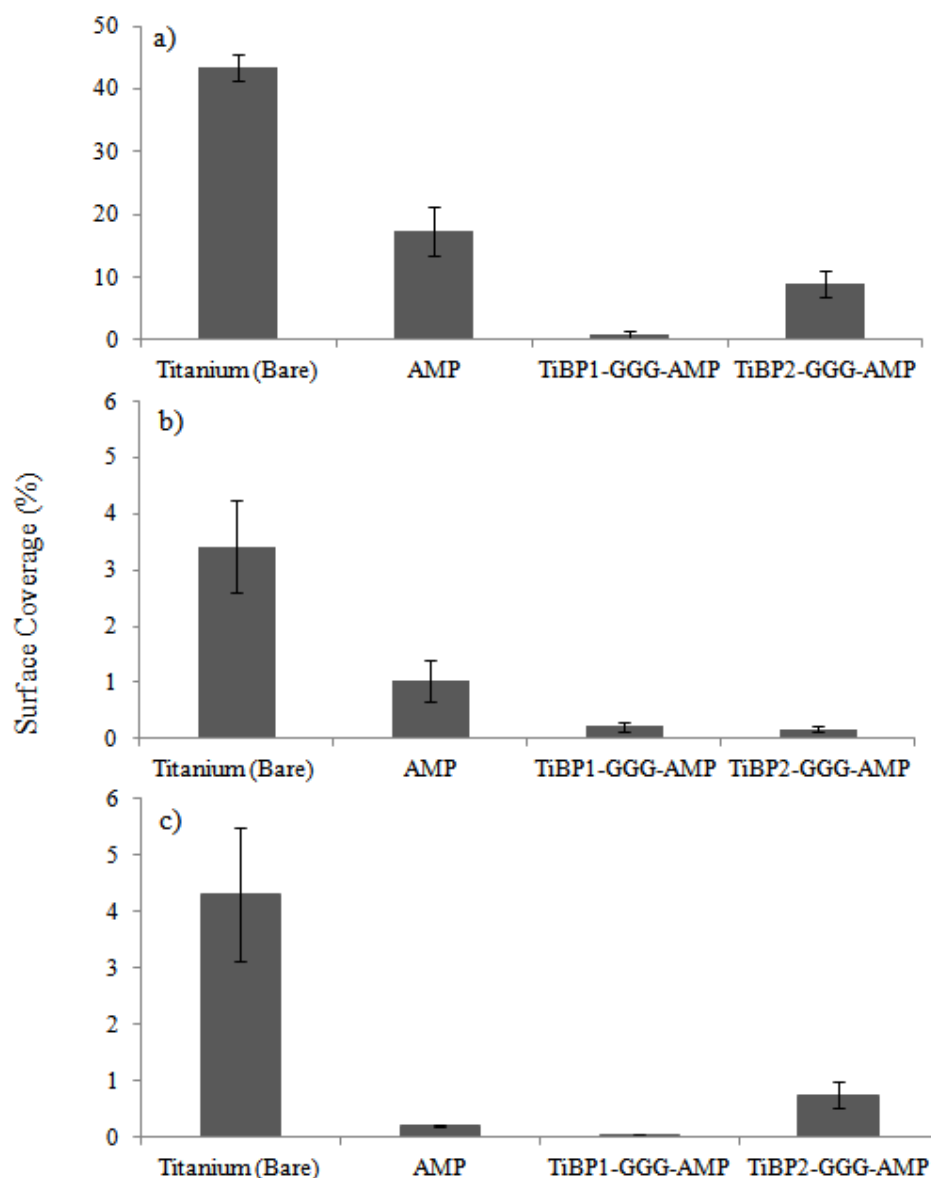 a)
50
40
30
20
10
0
Titanium (Bare) AMP TiBP1-GGG-AMP TiBP2-GGG-AMP
Surface Coverage (%)
b)
6
5
4
3
2
1
0
Titanium (Bare) AMP TiBP1-GGG-AMP TiBP2-GGG-AMP
c)
6
5
4
3
2
1
0
Titanium (Bare) AMP TiBP1-GGG-AMP TiBP2-GGG-AMP